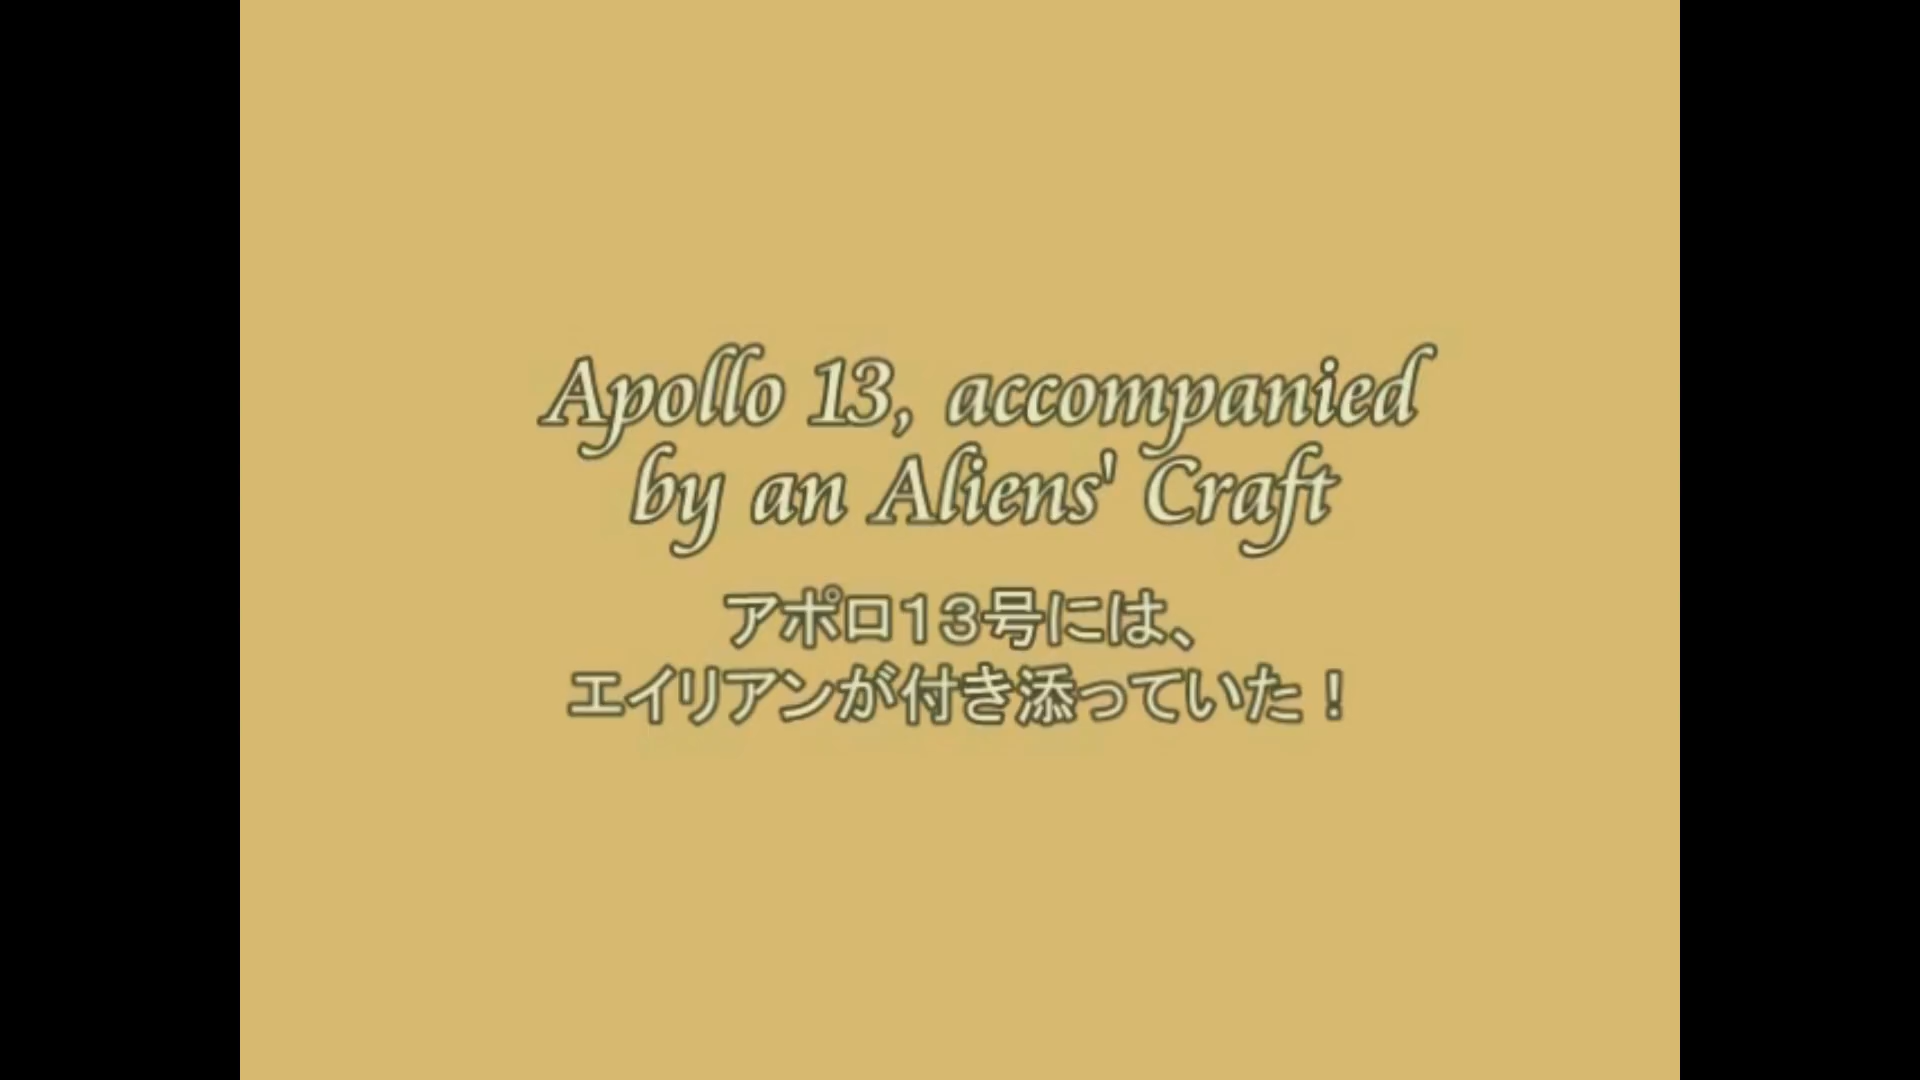 Apollo 13, accompanied
by an Aliens' Craft
アポロ１３号には、
エイリアンが付き添っていた！